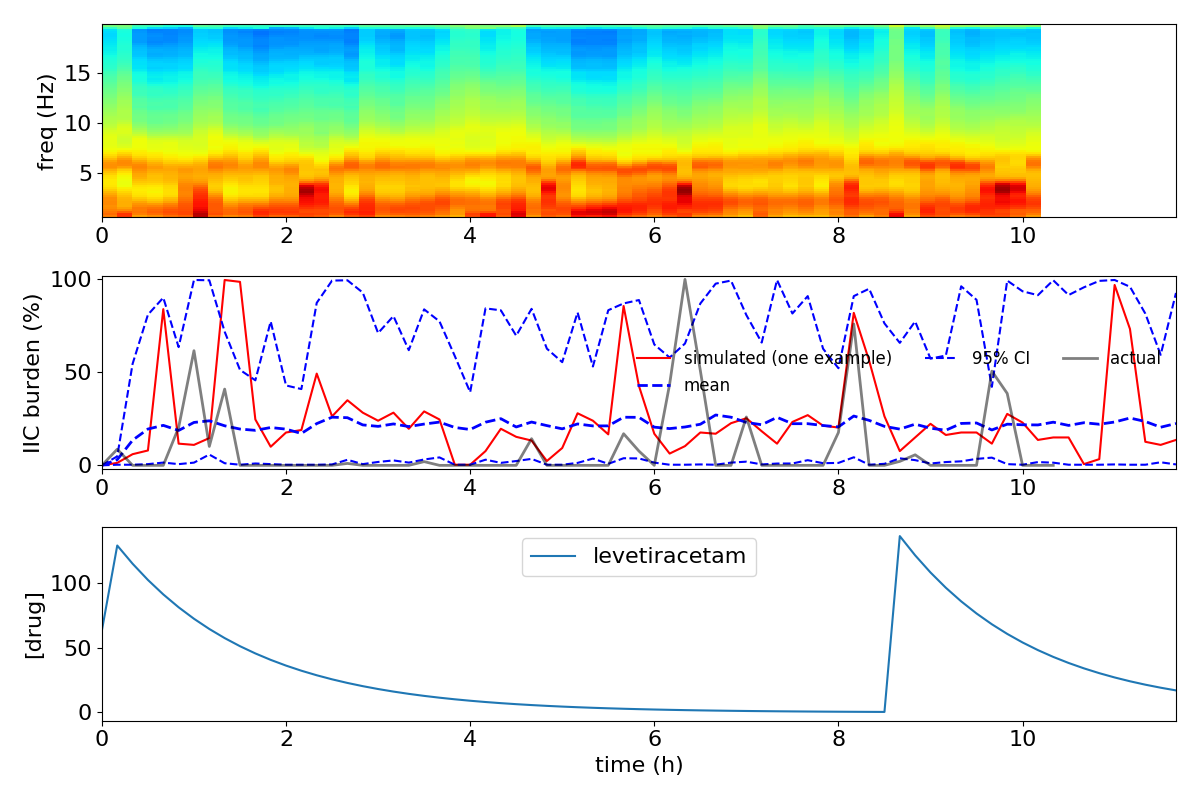 freq (Hz)
15
10
5
0 2 4 6 8 10
IIC burden (%)
100
50
0
simulated (one example) 95% CI actual
mean
0 2 4 6 8 10
[drug]
100
50
0
levetiracetam
0 2 4 6 8 10
time (h)